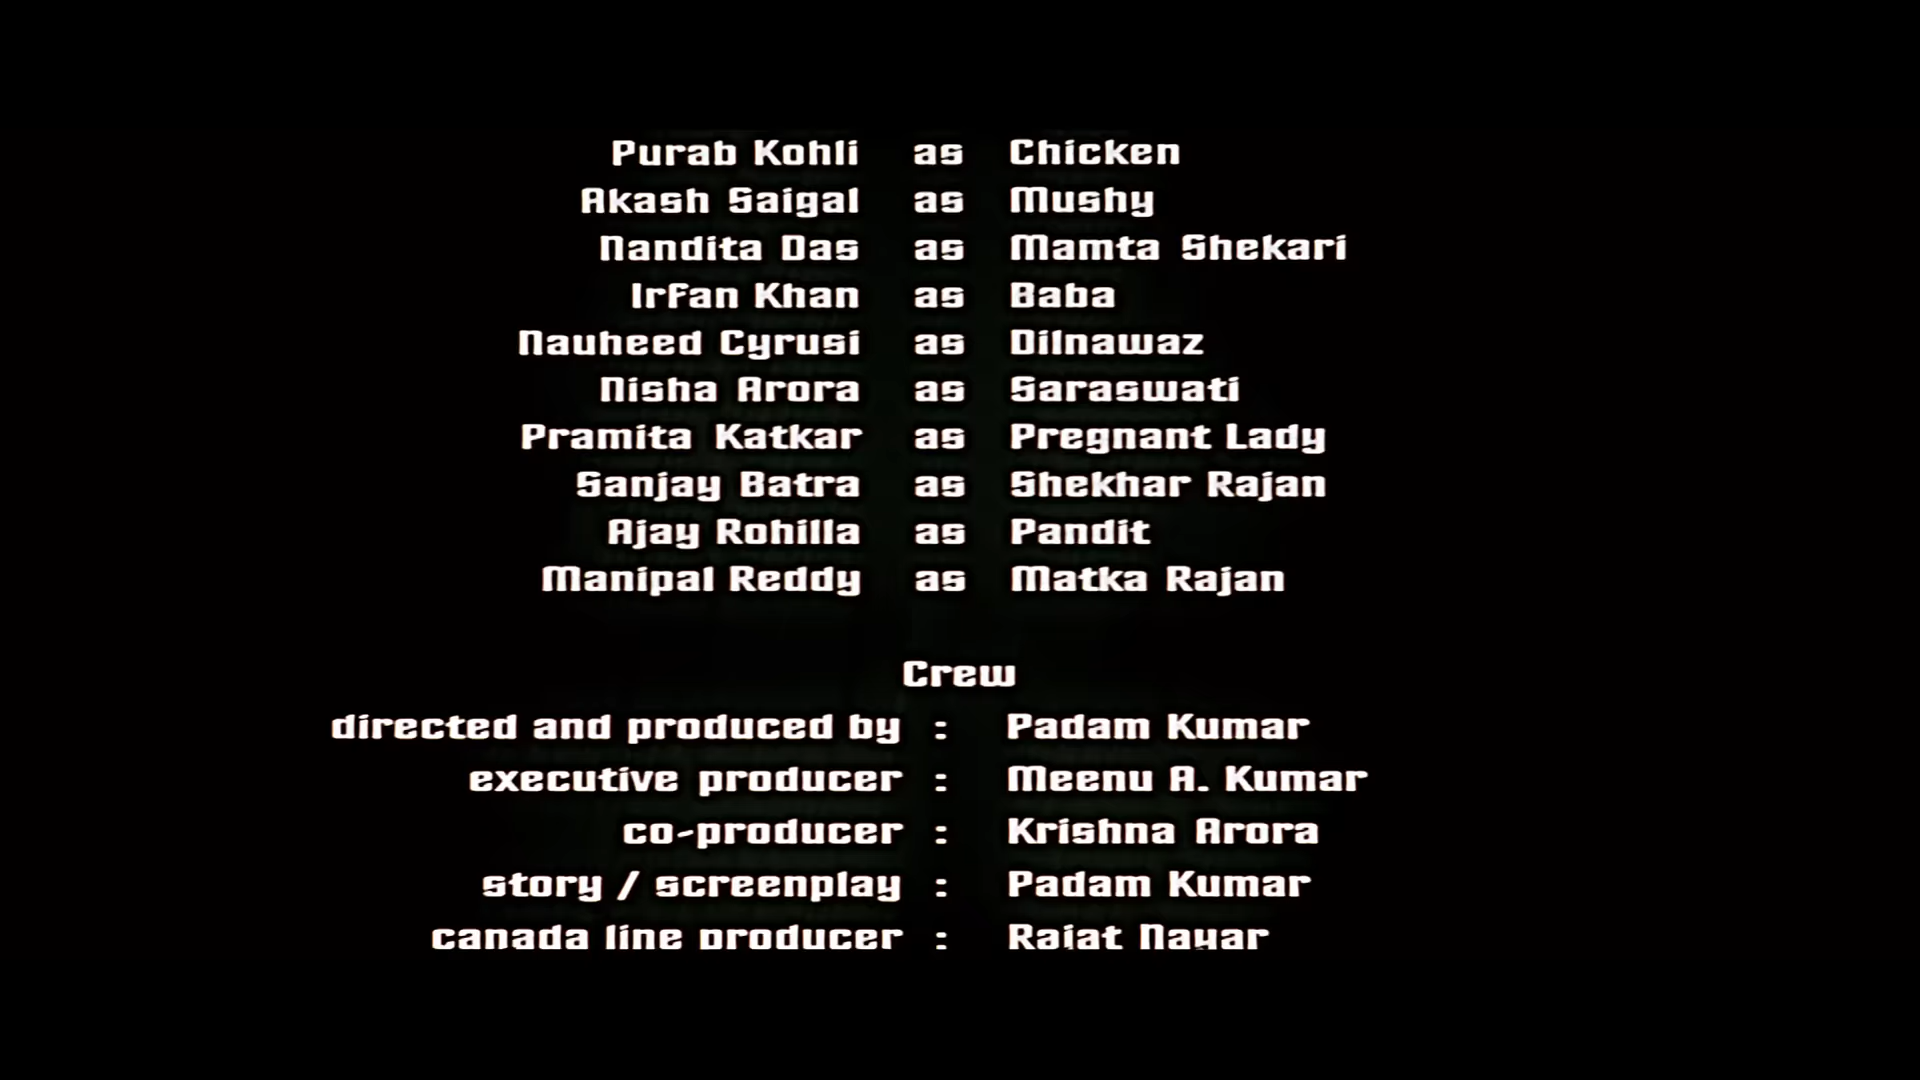 Purab Kohli as Chicken
Akash Saigal as Mushy
Nandita Das as Mamta Shekari
Irfan Khan as Baba
Nauheed Cyrusi as Dilnawaz
Nisha Arora as Saraswati
Pramita Katkar as Pregnant Lady
Sanjay Batra as Shekhar Rajan
Ajay Rohilla as Pandit
Manipal Reddy as Matka Rajan
Crew
directed and produced by : Padam Kumar
executive producer : Meenu A. Kumar
co-producer : Krishna Arora
story / screenplay : Padam Kumar
canada line producer : Rajat Nayar